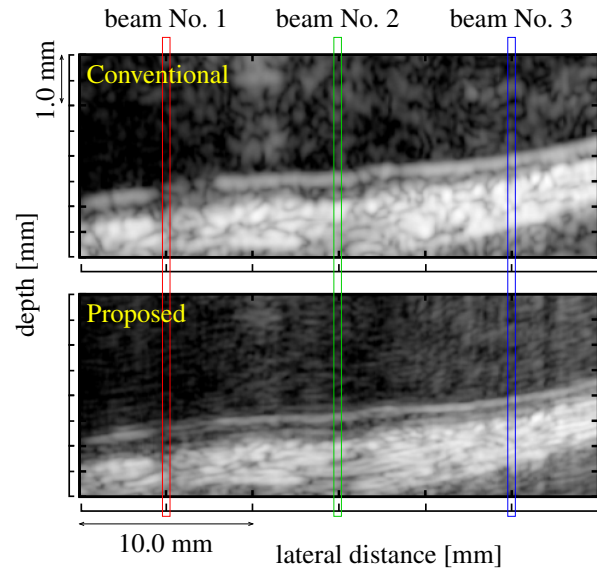 beam No. 1
beam No. 2
beam No. 3
1.0 mm
Conventional
depth [mm]
Proposed
10.0 mm
lateral distance [mm]